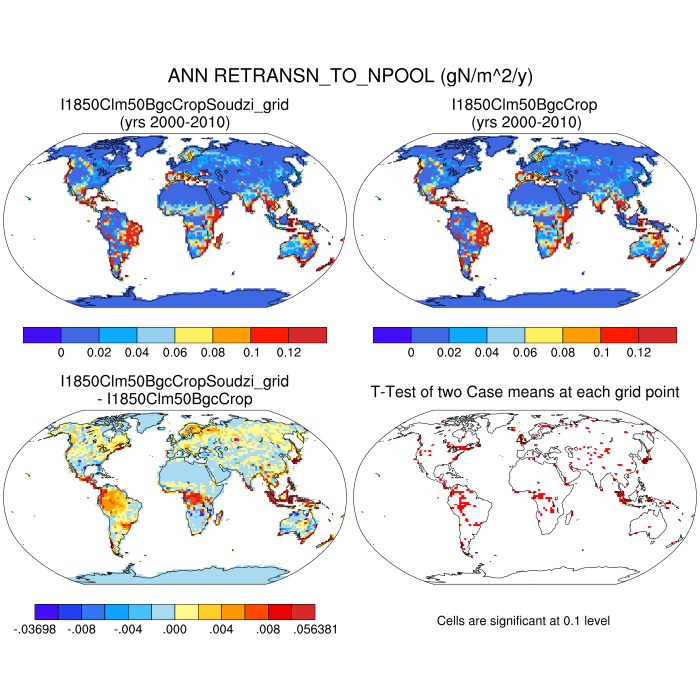 ANN RETRANSN_TO_NPOOL (gN/m^2/y)
I1850Clm50BgcCropSoudzi_grid
(yrs 2000-2010)
I1850Clm50BgcCrop
(yrs 2000-2010)
0 0.02 0.04 0.06 0.08 0.1 0.12
0 0.02 0.04 0.06 0.08 0.1 0.12
I1850Clm50BgcCropSoudzi_grid
- I1850Clm50BgcCrop
T-Test of two Case means at each grid point
-.03698 -.008 -.004 .000 .004 .008 .056381
Cells are significant at 0.1 level